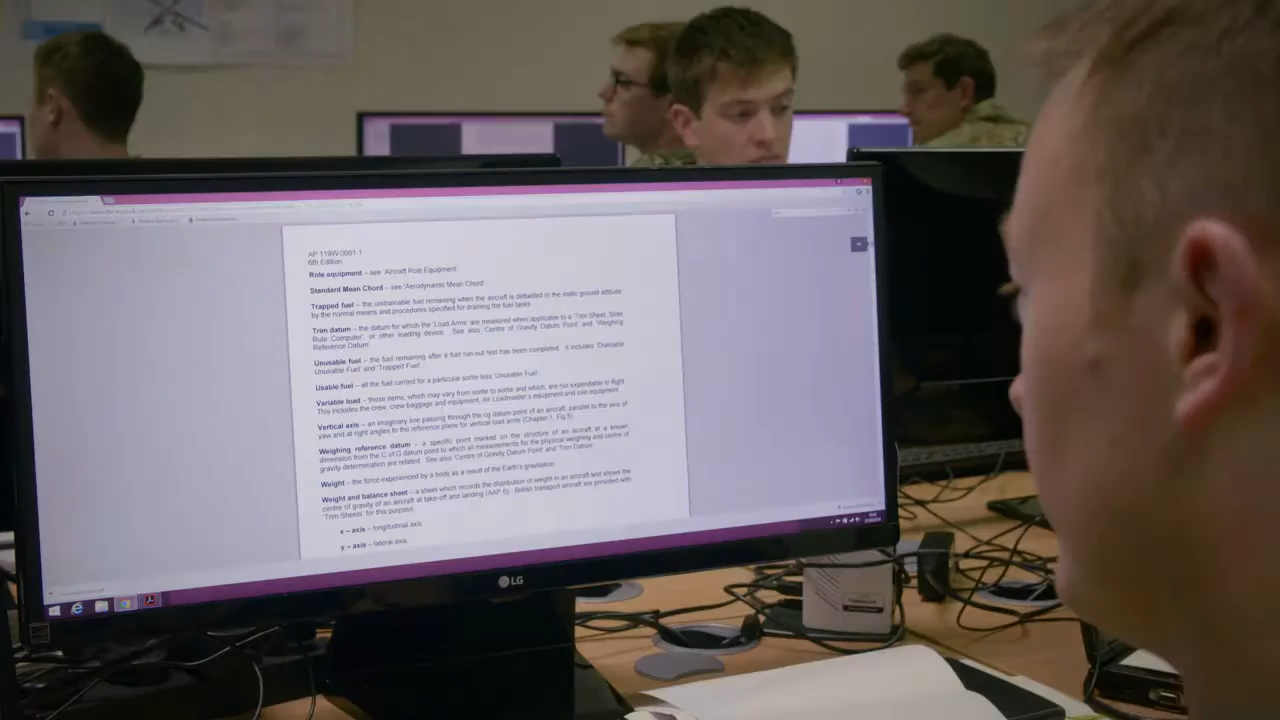 AP 119W-0001-1
6th Edition
Role equipment – see 'Aircraft Role Equipment'
Standard Mean Chord – see 'Aerodynamic Mean Chord'
Trapped fuel – the undrainable fuel remaining when the aircraft is defuelled in the static ground attitude
by the normal means and procedures specified for draining the fuel tanks.
Trim datum – the datum for which the 'Load Arms' are measured when applicable to a 'Trim Sheet, Slide
Rule Computer', or other loading device. See also 'Centre of Gravity Datum Point' and 'Weighing
Reference Datum'.
Unusable fuel – the fuel remaining after a fuel run-out test has been completed. It includes 'Drainable
Unusable Fuel' and 'Trapped Fuel'.
Usable fuel – all the fuel carried for a particular sortie less 'Unusable Fuel'
Variable load – those items, which may vary from sortie to sortie and which, are not expendable in flight
This includes the crew, crew baggage and equipment, Air Loadmaster's equipment and role equipment
Vertical axis – an imaginary line passing through the cg datum point of an aircraft, parallel to the axis of
yaw and at right angles to the reference plane for vertical load arms (Chapter 1, Fig 5)
Weighing reference datum – a specific point marked on the structure of an aircraft at a known
dimension from the C of G datum point to which all measurements for the physical weighing and centre of
gravity determination are related. See also 'Centre of Gravity Datum Point' and 'Trim Datum'
Weight – the force experienced by a body as a result of the Earth's gravitation.
Weight and balance sheet – a sheet which records the distribution of weight in an aircraft and shows the
centre of gravity of an aircraft at take-off and landing (AAP 6). British transport aircraft are provided with
'Trim Sheets' for this purpose.
x – axis – longitudinal axis.
y – axis – lateral axis.
LG